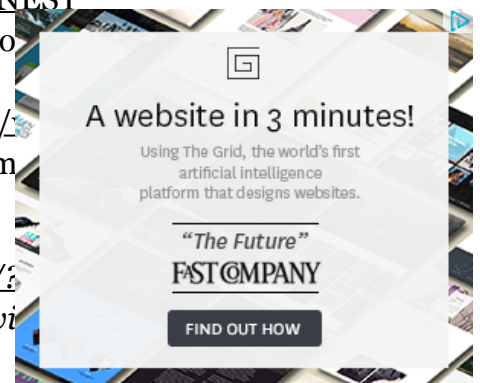 NEST
A website in 3 minutes!
Using The Grid, the world's first
artificial intelligence
platform that designs websites.
"The Future"
FAST COMPANY
FIND OUT HOW